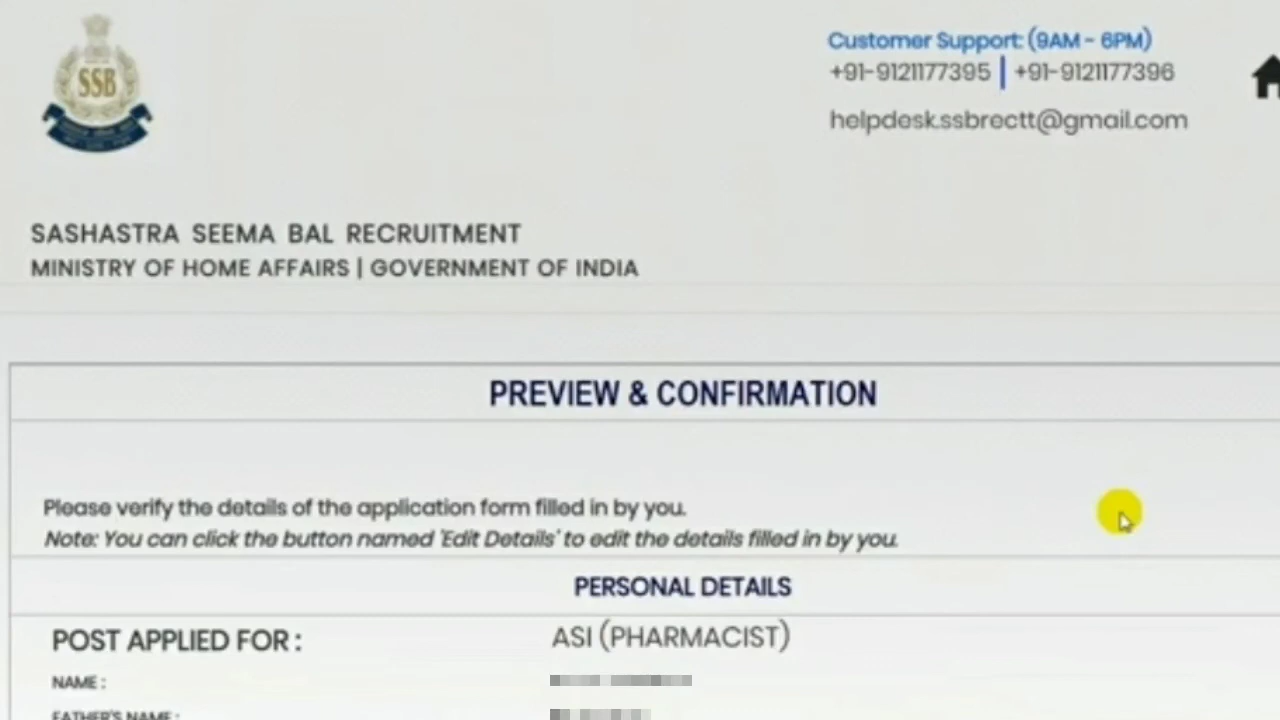 SSB
Customer Support: (9AM - 6PM)
+91-9121177395 | +91-9121177396
helpdesk.ssbrectt@gmail.com
SASHASTRA SEEMA BAL RECRUITMENT
MINISTRY OF HOME AFFAIRS | GOVERNMENT OF INDIA
PREVIEW & CONFIRMATION
Please verify the details of the application form filled in by you.
Note: You can click the button named 'Edit Details' to edit the details filled in by you.
PERSONAL DETAILS
POST APPLIED FOR : ASI (PHARMACIST)
NAME :
FATHER'S NAME :